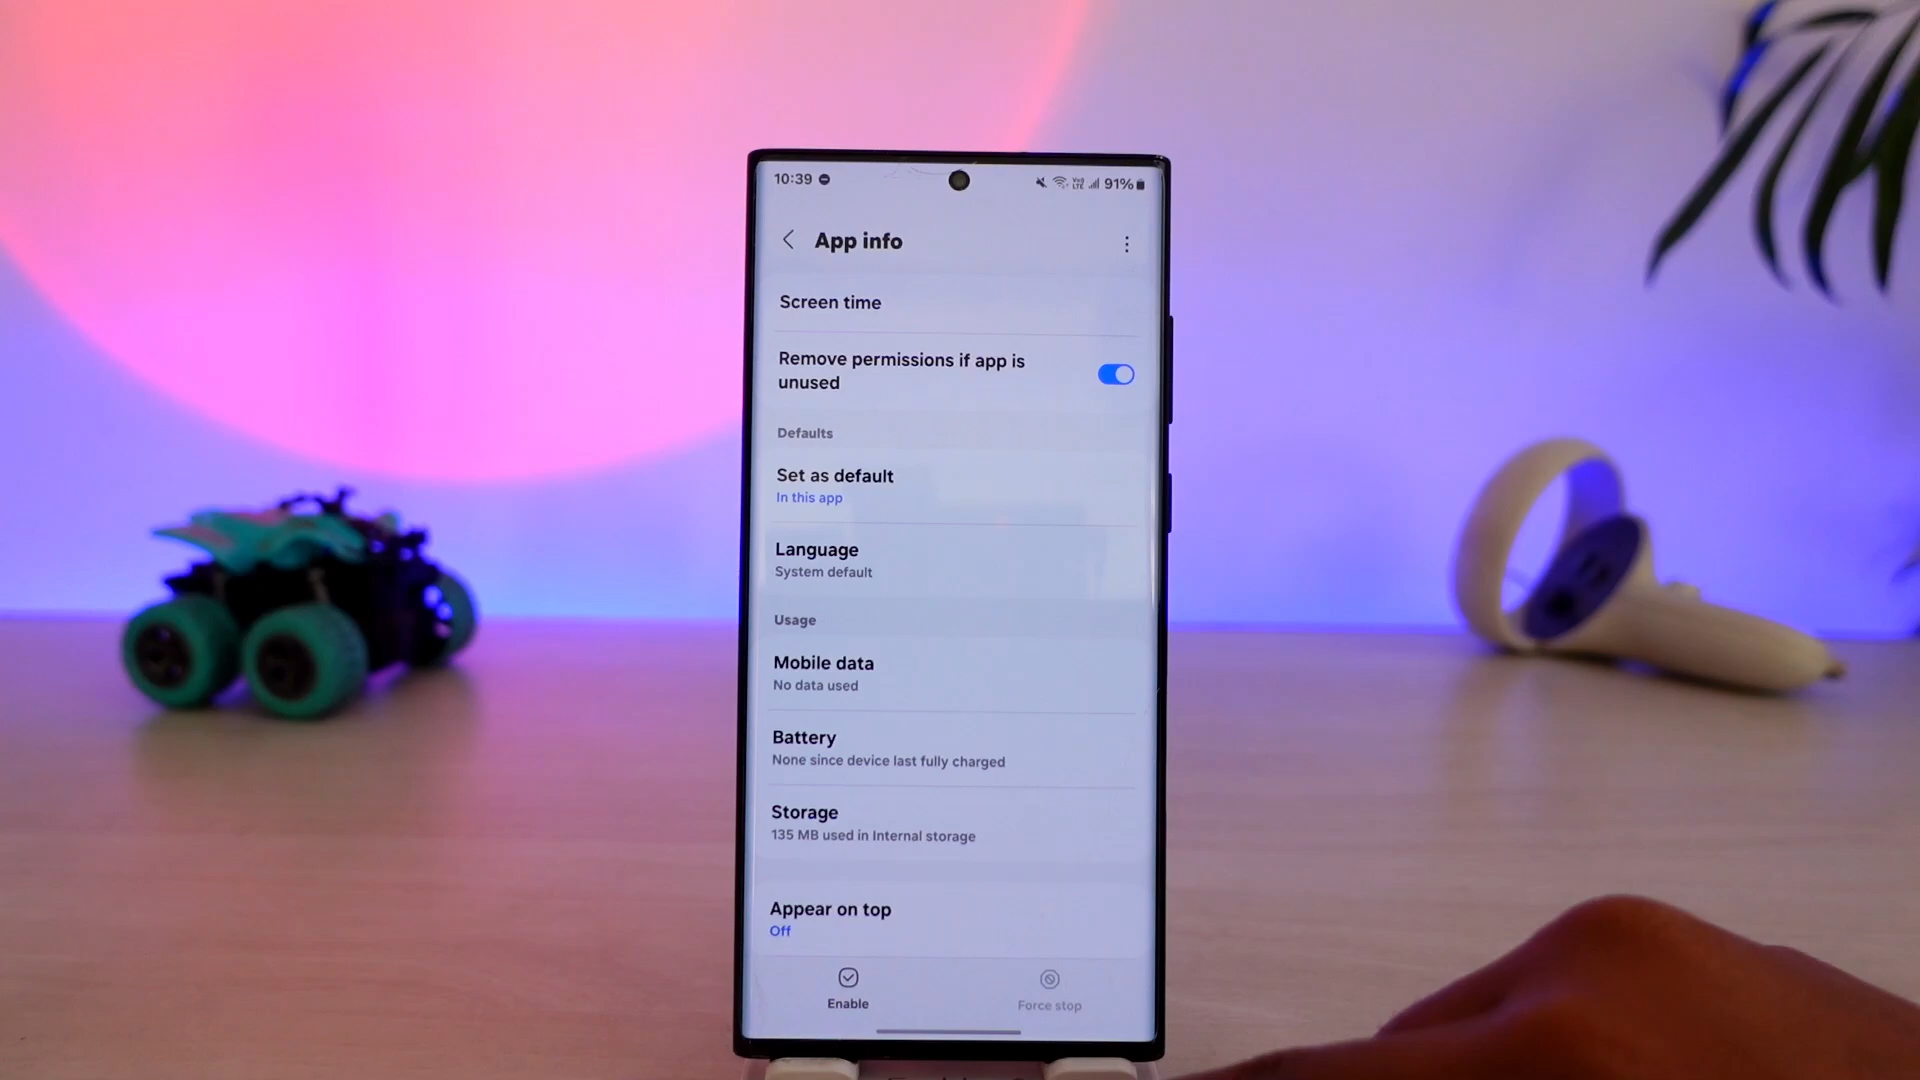 10:39
Vo)) LTE 91%
App info
Screen time
Remove permissions if app is
unused
Defaults
Set as default
In this app
Language
System default
Usage
Mobile data
No data used
Battery
None since device last fully charged
Storage
135 MB used in Internal storage
Appear on top
Off
Enable
Force stop